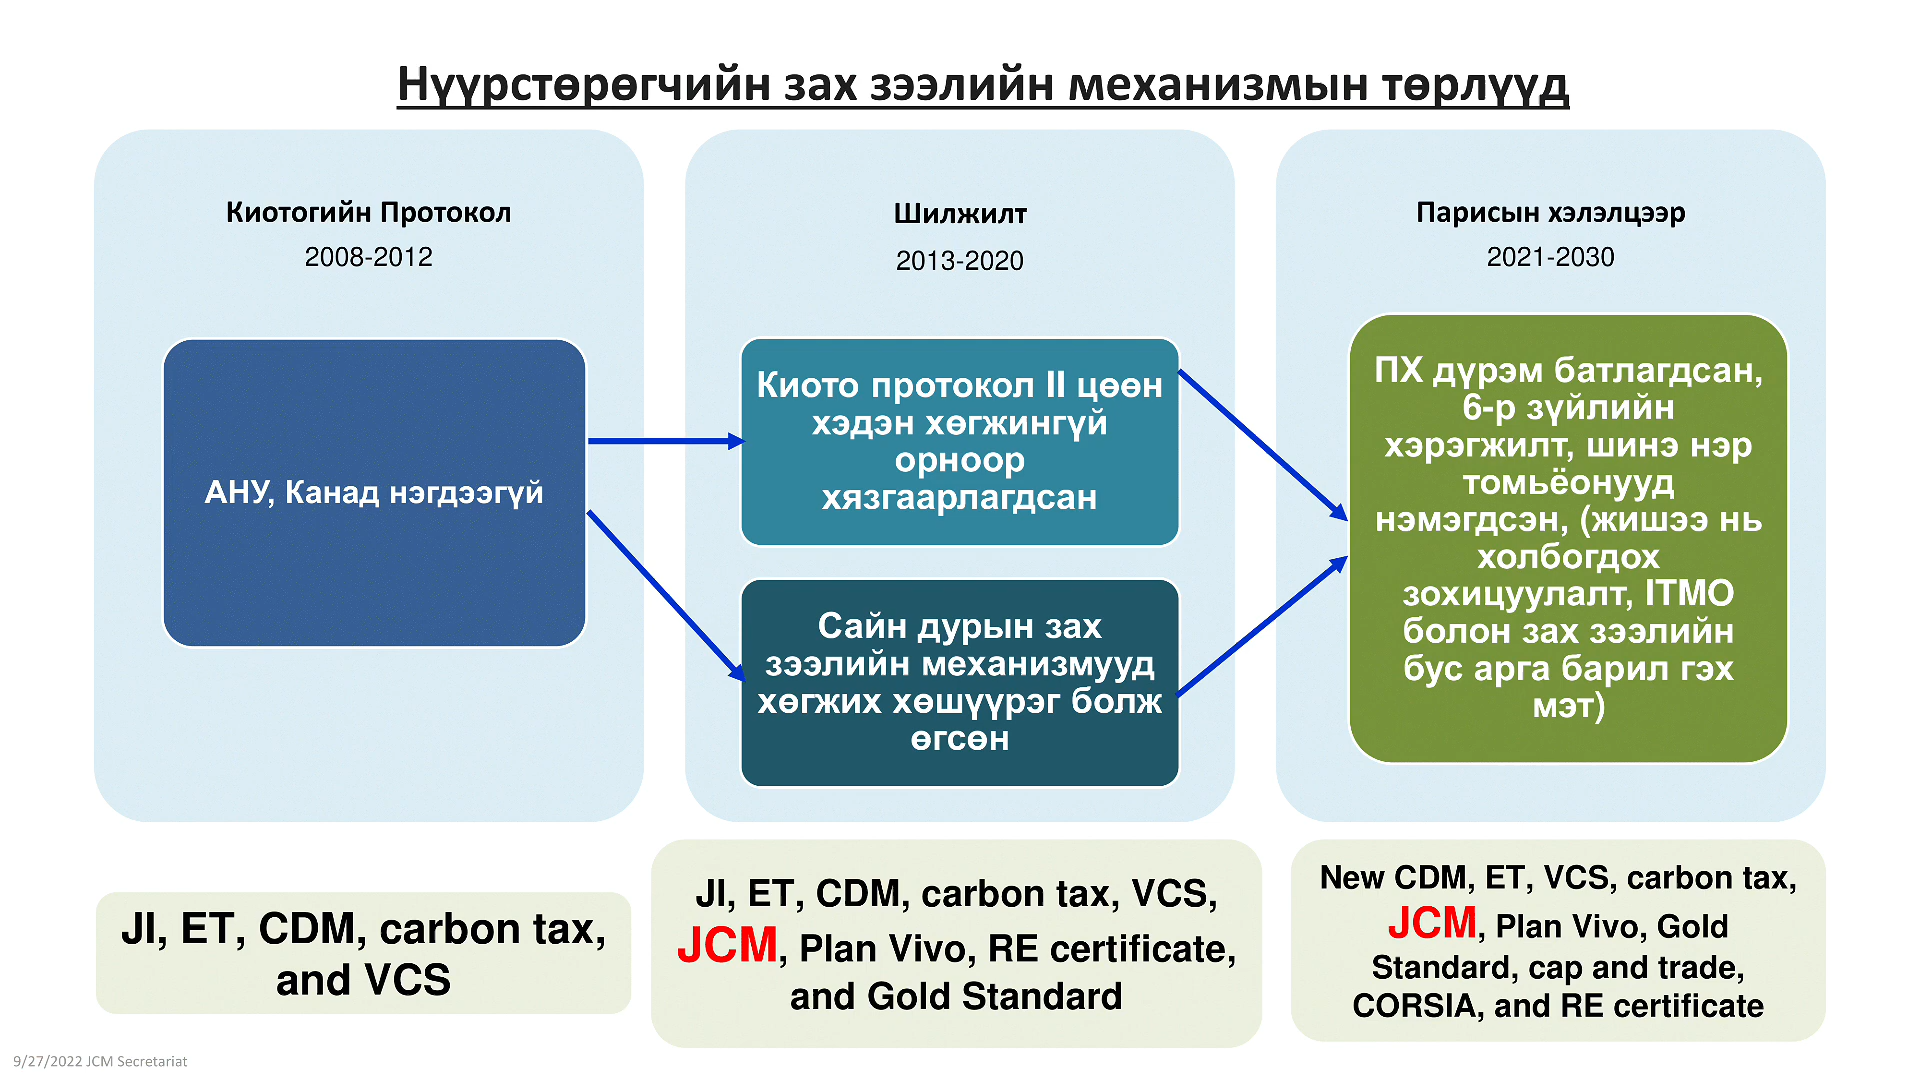 Нүүрстөрөгчийн зах зээлийн механизмын төрлүүд
Киотогийн Протокол
2008-2012
АНУ, Канад нэгдээгүй
JI, ET, CDM, carbon tax,
and VCS
Шилжилт
2013-2020
Киото протокол II цөөн
хэдэн хөгжингүй
орноор
хязгаарлагдсан
Сайн дурын зах
зээлийн механизмууд
хөгжих хөшүүрэг болж
өгсөн
JI, ET, CDM, carbon tax, VCS,
JCM, Plan Vivo, RE certificate,
and Gold Standard
Парисын хэлэлцээр
2021-2030
ПХ дүрэм батлагдсан,
6-р зүйлийн
хэрэгжилт, шинэ нэр
томьёонууд
нэмэгдсэн, (жишээ нь
холбогдох
зохицуулалт, ITMO
болон зах зээлийн
бус арга барил гэх
мэт)
New CDM, ET, VCS, carbon tax,
JCM, Plan Vivo, Gold
Standard, cap and trade,
CORSIA, and RE certificate
9/27/2022 JCM Secretariat